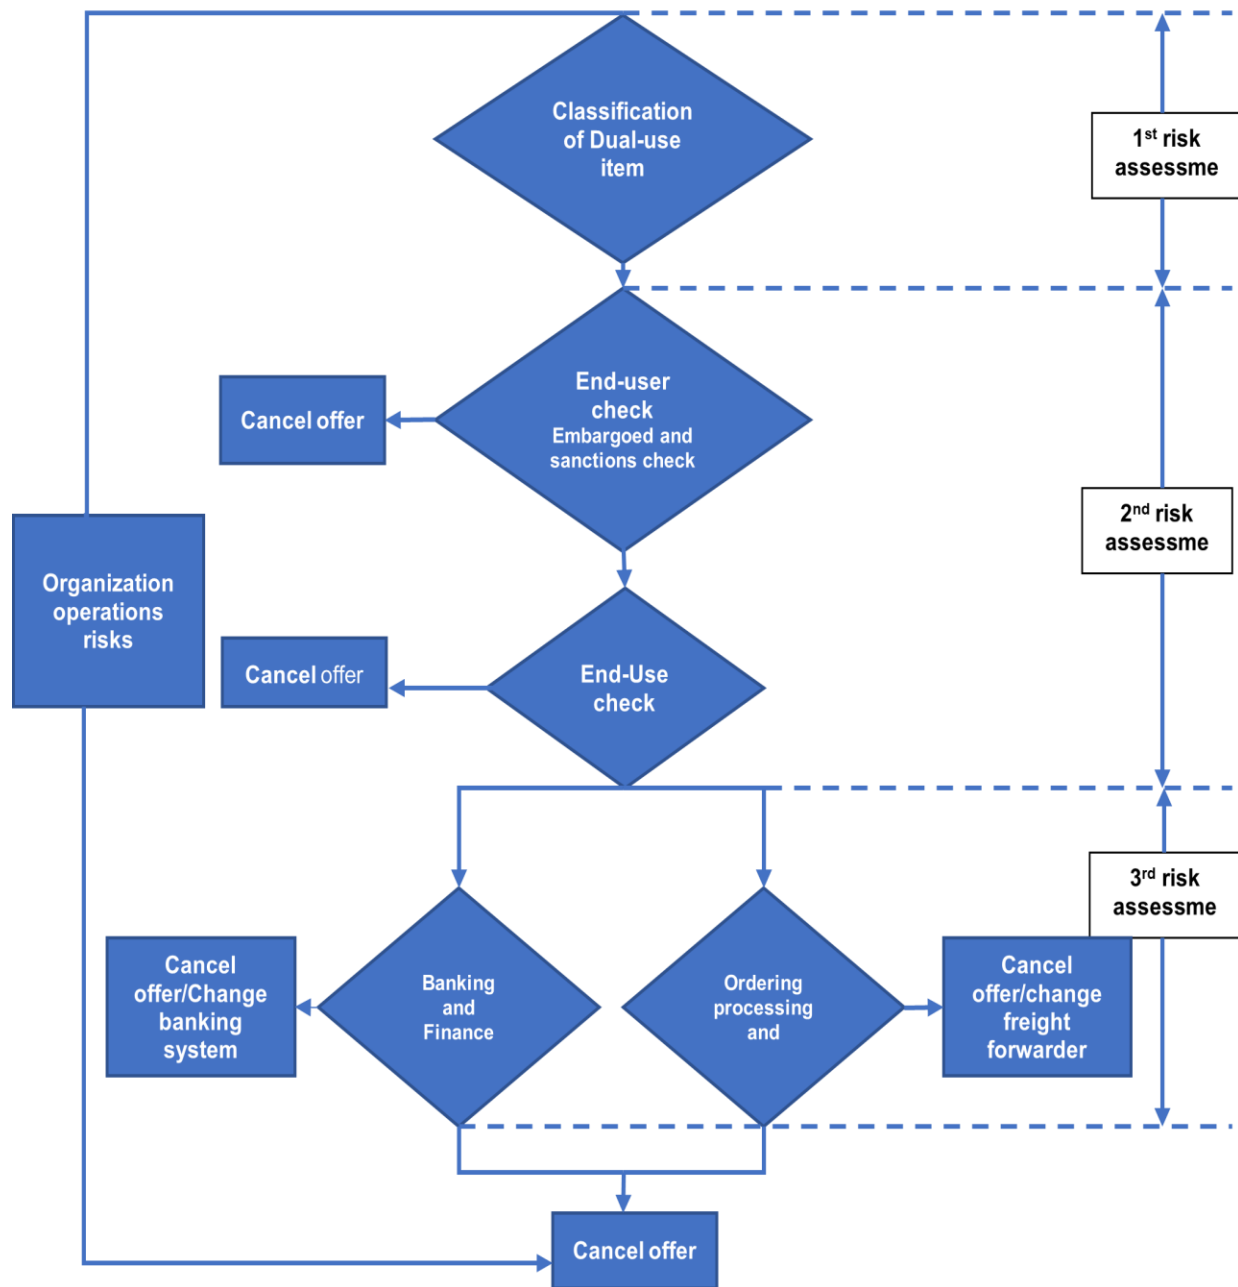 Classification
of Dual-use
item
1st risk
assessme
End-user
check
Embargoed and
sanctions check
Cancel offer
2nd risk
assessme
Organization
operations
risks
End-Use
check
Cancel offer
3rd risk
assessme
Cancel
offer/Change
banking
system
Banking
and
Finance
Ordering
processing
and
Cancel
offer/change
freight
forwarder
Cancel offer